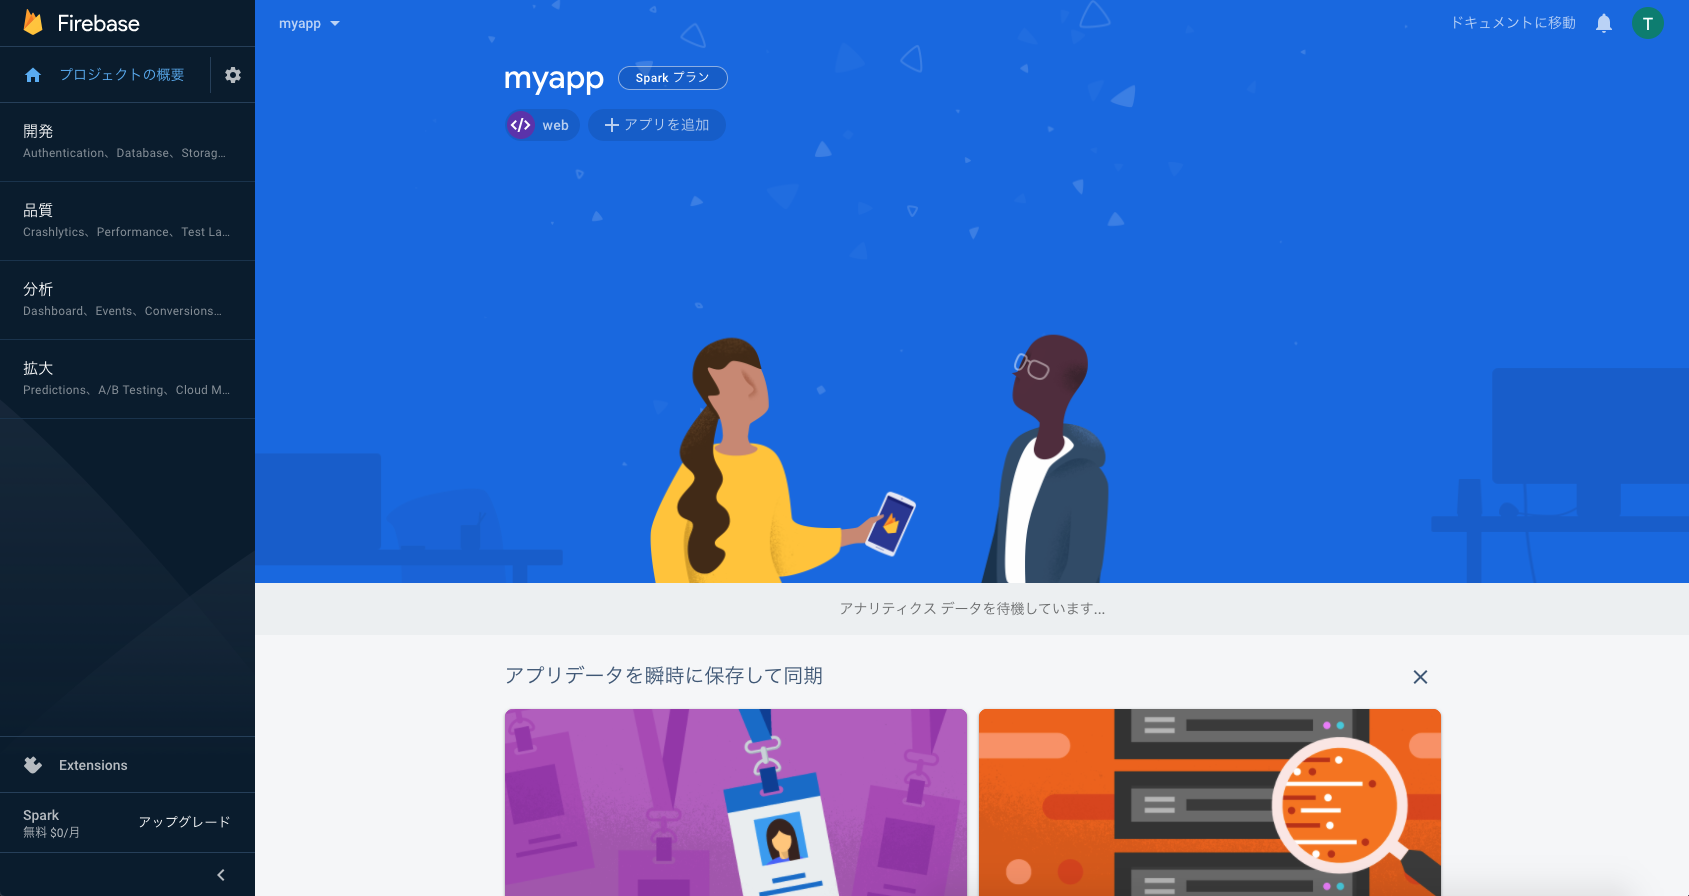 Firebase
プロジェクトの概要
開発
Authentication、Database、Storag...
品質
Crashlytics、Performance、Test La...
分析
Dashboard、Events、Conversions...
拡大
Predictions、A/B Testing、Cloud M...
Extensions
Spark
無料 $0/月
アップグレード
myapp
ドキュメントに移動
T
myapp
Spark プラン
web
アプリを追加
アナリティクス データを待機しています...
アプリデータを瞬時に保存して同期